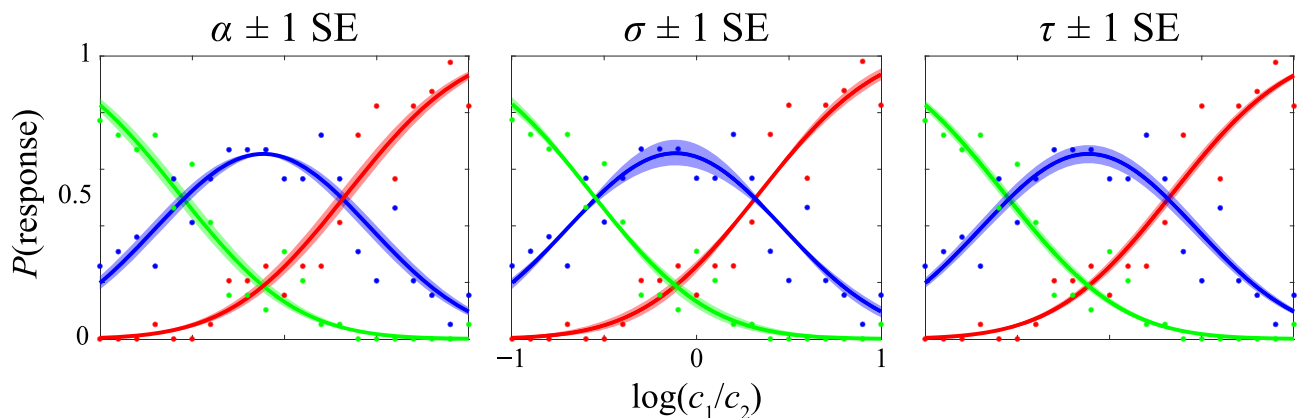 α ± 1 SE
σ ± 1 SE
τ ± 1 SE
1
0.5
0
P(response)
−1
0
1
log(c₁/c₂)